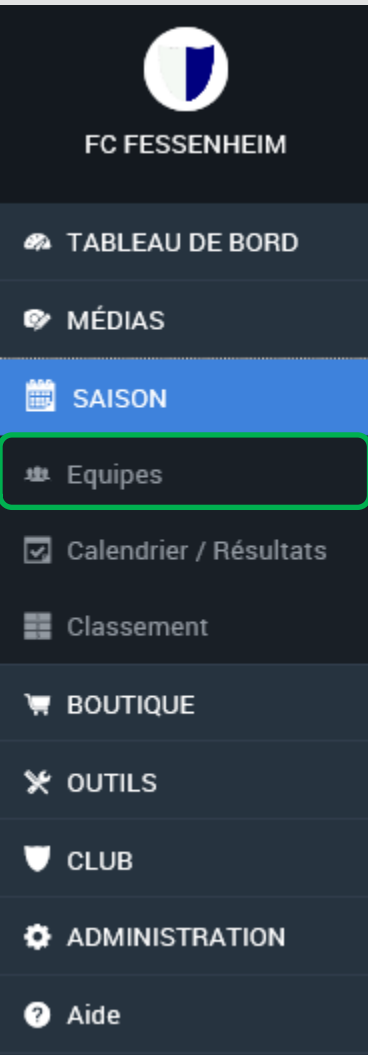 FC FESSENHEIM
TABLEAU DE BORD
MÉDIAS
SAISON
Equipes
Calendrier / Résultats
Classement
BOUTIQUE
OUTILS
CLUB
ADMINISTRATION
Aide